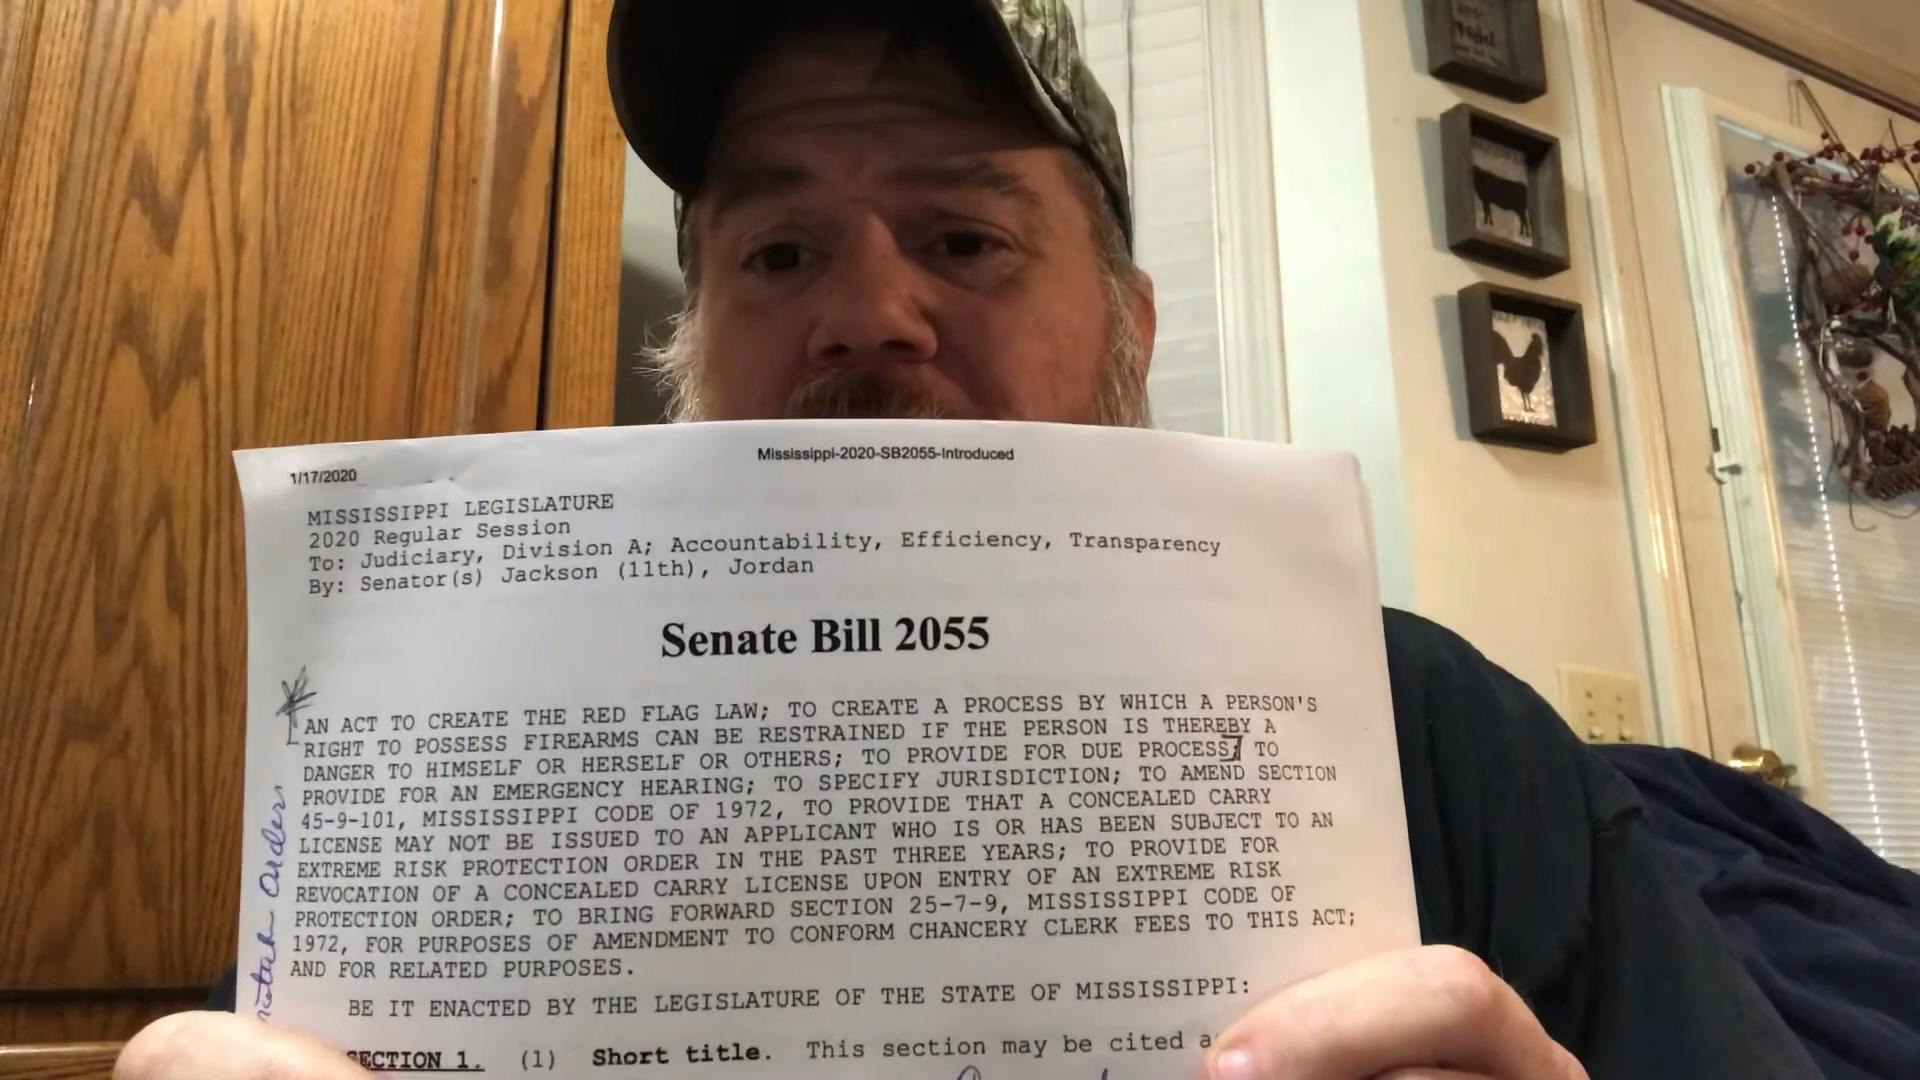 Mississippi-2020-SB2055-Introduced
1/17/2020
MISSISSIPPI LEGISLATURE
2020 Regular Session
To: Judiciary, Division A; Accountability, Efficiency, Transparency
By: Senator(s) Jackson (11th), Jordan
Senate Bill 2055
AN ACT TO CREATE THE RED FLAG LAW; TO CREATE A PROCESS BY WHICH A PERSON'S
RIGHT TO POSSESS FIREARMS CAN BE RESTRAINED IF THE PERSON IS THEREBY A
DANGER TO HIMSELF OR HERSELF OR OTHERS; TO PROVIDE FOR DUE PROCESS; TO
PROVIDE FOR AN EMERGENCY HEARING; TO SPECIFY JURISDICTION; TO AMEND SECTION
45-9-101, MISSISSIPPI CODE OF 1972, TO PROVIDE THAT A CONCEALED CARRY
LICENSE MAY NOT BE ISSUED TO AN APPLICANT WHO IS OR HAS BEEN SUBJECT TO AN
EXTREME RISK PROTECTION ORDER IN THE PAST THREE YEARS; TO PROVIDE FOR
REVOCATION OF A CONCEALED CARRY LICENSE UPON ENTRY OF AN EXTREME RISK
PROTECTION ORDER; TO BRING FORWARD SECTION 25-7-9, MISSISSIPPI CODE OF
1972, FOR PURPOSES OF AMENDMENT TO CONFORM CHANCERY CLERK FEES TO THIS ACT;
AND FOR RELATED PURPOSES.
BE IT ENACTED BY THE LEGISLATURE OF THE STATE OF MISSISSIPPI:
SECTION 1. (1) Short title. This section may be cited
Orders